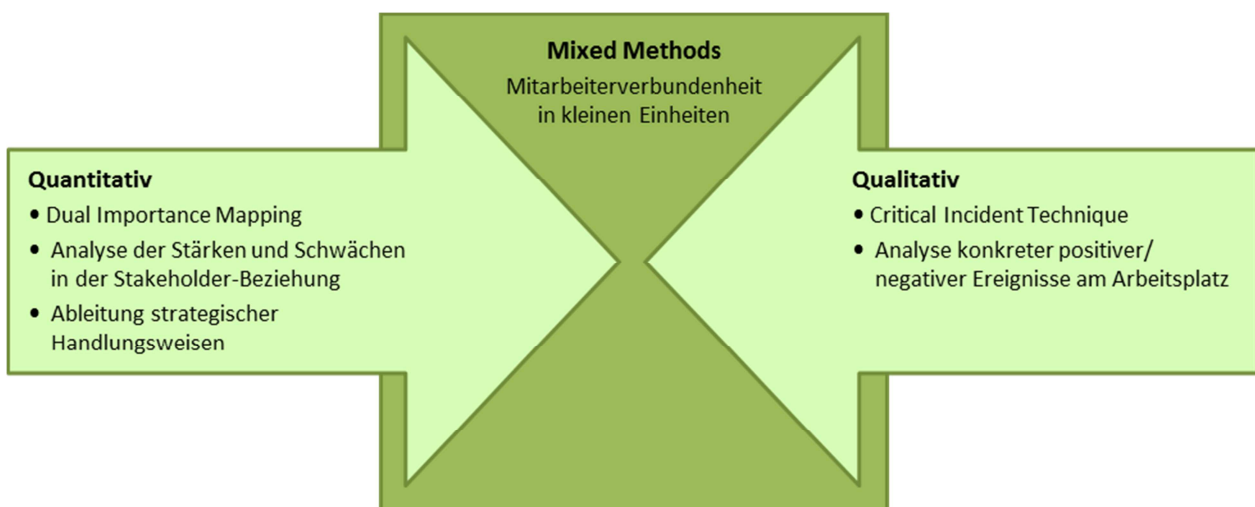 Mixed Methods
Mitarbeiterverbundenheit
in kleinen Einheiten
Quantitativ
• Dual Importance Mapping
• Analyse der Stärken und Schwächen
in der Stakeholder-Beziehung
• Ableitung strategischer
Handlungsweisen
Qualitativ
• Critical Incident Technique
• Analyse konkreter positiver/
negativer Ereignisse am Arbeitsplatz